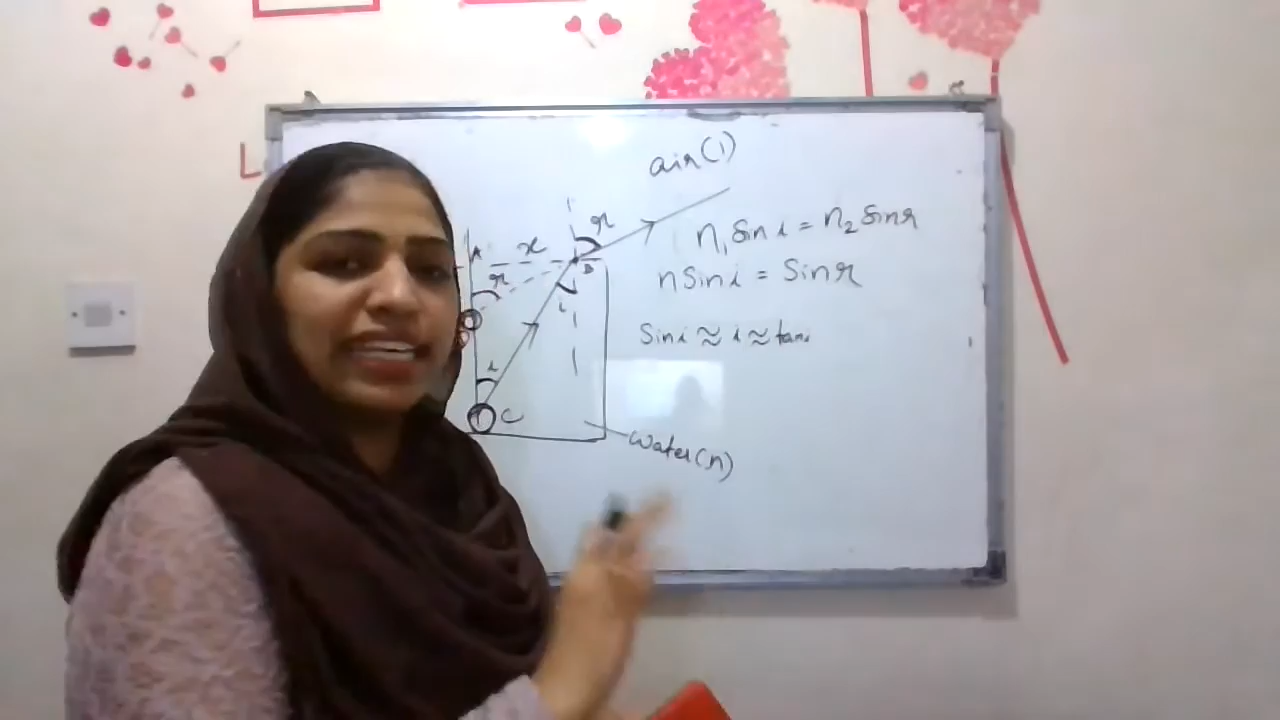 air(1)
r
A x
n₁ sin i = n₂ sin r
B
r
n sin i = sin r
i
sin i ≈ i ≈ tan i
i
C
water(n)